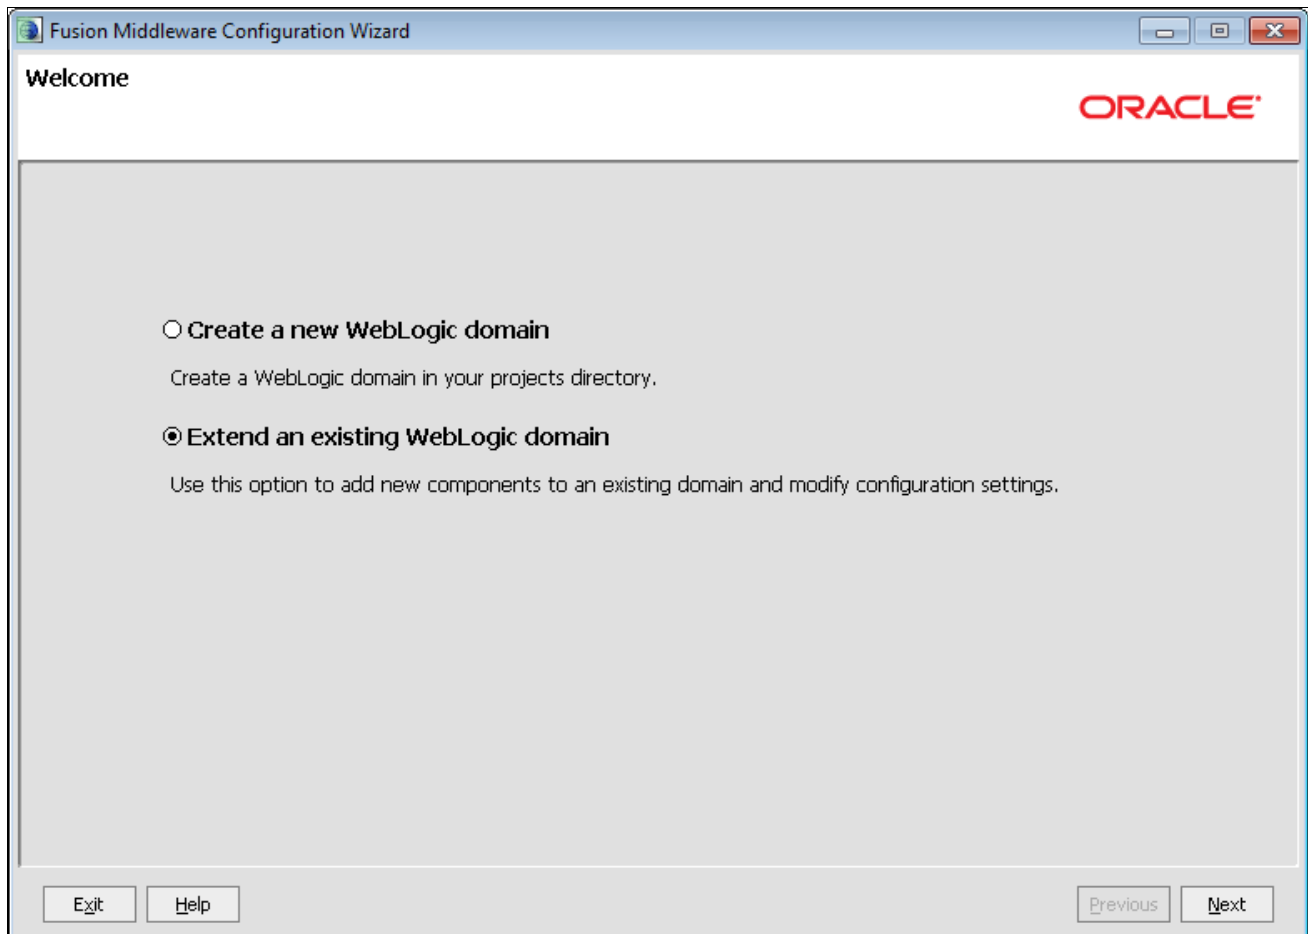 Fusion Middleware Configuration Wizard
Welcome
ORACLE
Create a new WebLogic domain
Create a WebLogic domain in your projects directory.
Extend an existing WebLogic domain
Use this option to add new components to an existing domain and modify configuration settings.
Exit Help Previous Next